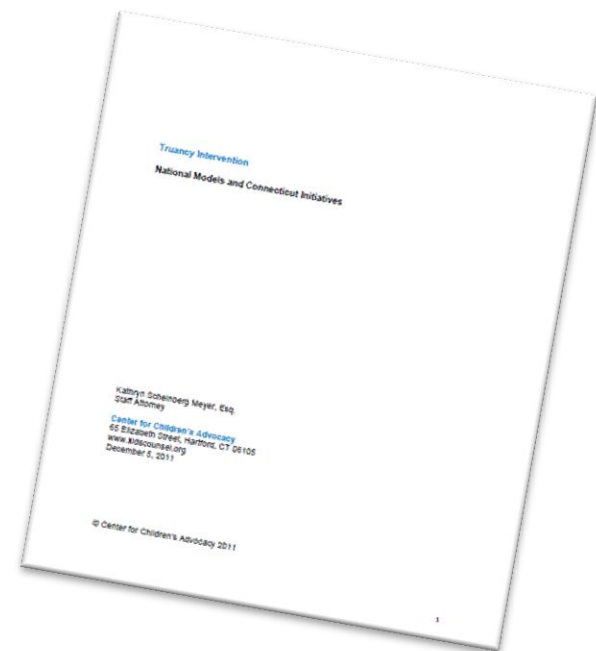 Truancy Intervention
National Models and Connecticut Initiatives
Kathryn Scheinberg Meyer, Esq.
Staff Attorney
Center for Children's Advocacy
65 Elizabeth Street, Hartford, CT 06105
www.kidscounsel.org
December 5, 2011
© Center for Children's Advocacy 2011
1